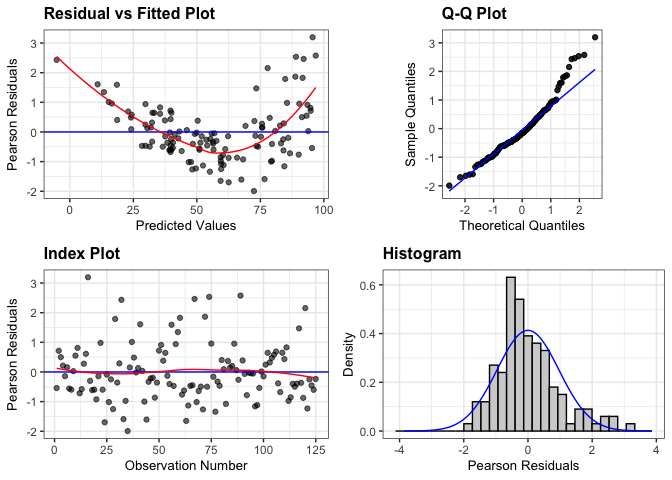 Residual vs Fitted Plot
Pearson Residuals
3
2
1
0
-1
-2
0 25 50 75 100
Predicted Values
Q-Q Plot
Sample Quantiles
3
2
1
0
-1
-2
-2 -1 0 1 2
Theoretical Quantiles
Index Plot
Pearson Residuals
3
2
1
0
-1
-2
0 25 50 75 100 125
Observation Number
Histogram
Density
0.6
0.4
0.2
0.0
-4 -2 0 2 4
Pearson Residuals